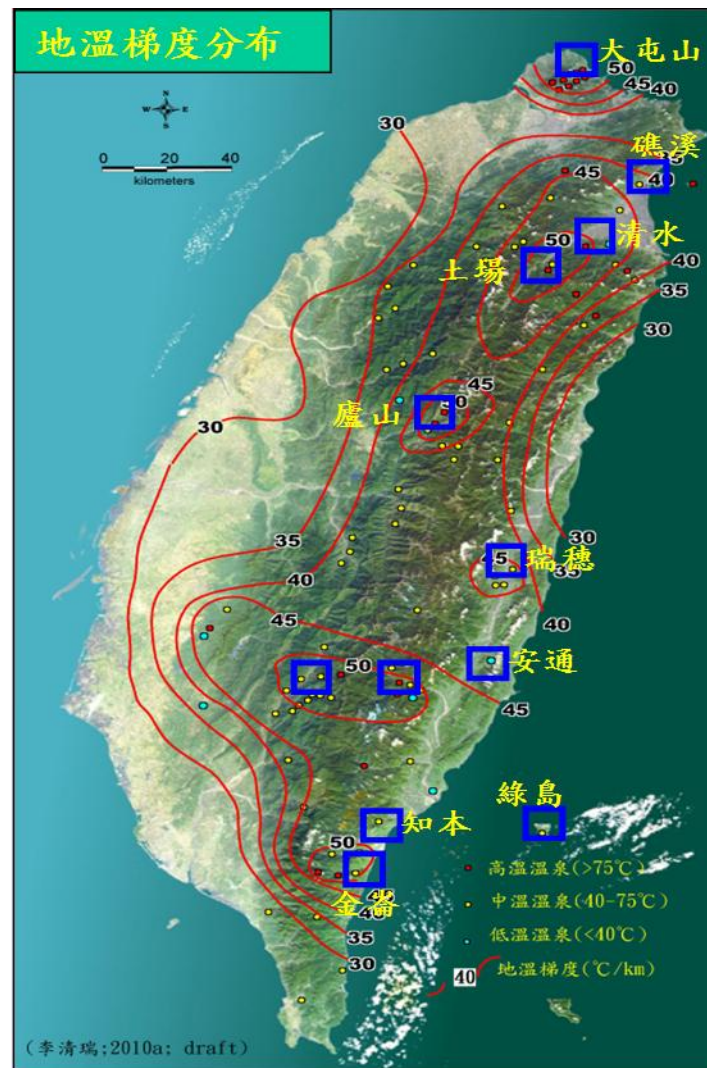 地溫梯度分布
大屯山
50
45
40
N
W E
S
30
礁溪
35
40
0 20 40
kilometers
45
清水
50
土場
40
35
30
45
廬山
30
35
30
瑞穗
35
40
40
45
50
安通
45
綠島
知本
50
高溫溫泉(>75℃)
中溫溫泉(40-75℃)
金崙
35
低溫溫泉(<40℃)
30
40
地溫梯度(℃/km)
(李清瑞;2010a; draft)